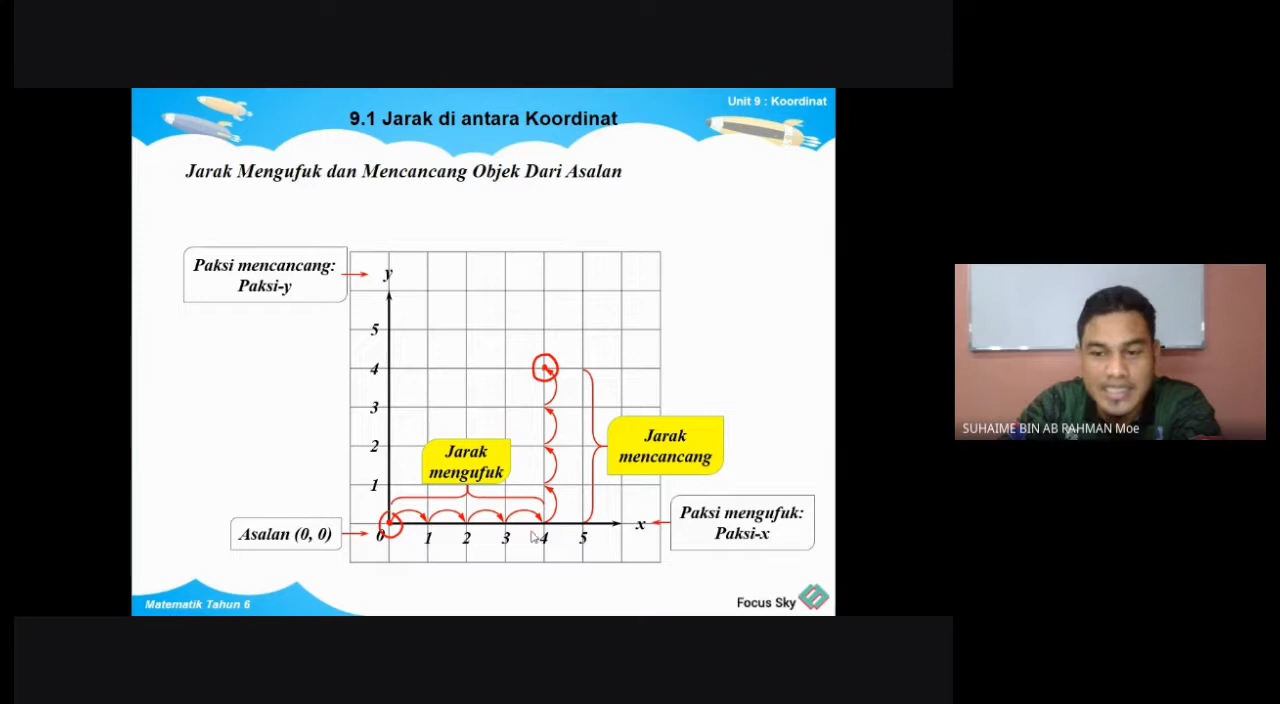 Unit 9 : Koordinat
9.1 Jarak di antara Koordinat
Jarak Mengufuk dan Mencancang Objek Dari Asalan
Paksi mencancang:
Paksi-y
y
5
4
3
2
1
Jarak
mengufuk
Jarak
mencancang
Asalan (0, 0)
0
1
2
3
4
5
x
Paksi mengufuk:
Paksi-x
Matematik Tahun 6
Focus Sky
SUHAIME BIN AB RAHMAN Moe